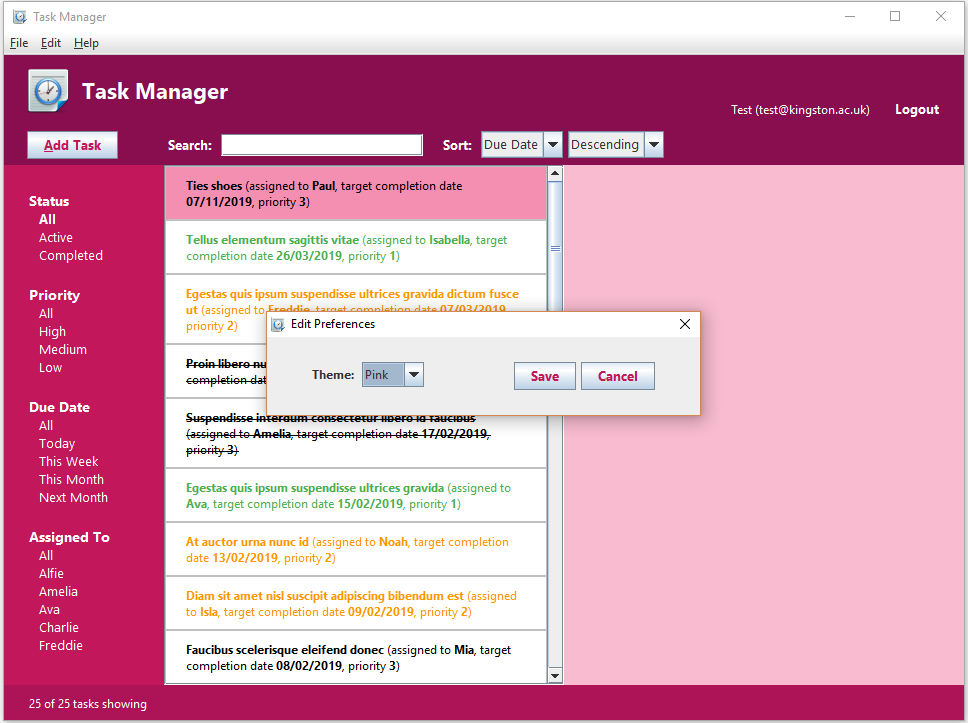 Task Manager
File Edit Help
Task Manager
Test (test@kingston.ac.uk) Logout
Add Task Search: Sort: Due Date Descending
Status
All
Active
Completed
Priority
All
High
Medium
Low
Due Date
All
Today
This Week
This Month
Next Month
Assigned To
All
Alfie
Amelia
Ava
Charlie
Freddie
Ties shoes (assigned to Paul, target completion date
07/11/2019, priority 3)
Tellus elementum sagittis vitae (assigned to Isabella, target
completion date 26/03/2019, priority 1)
Egestas quis ipsum suspendisse ultrices gravida dictum fusce
ut (assigned to Freddie, target completion date 07/03/2019,
priority 2)
Proin libero nu
completion dat
Suspendisse interdum consectetur libero id faucibus
(assigned to Amelia, target completion date 17/02/2019,
priority 3)
Egestas quis ipsum suspendisse ultrices gravida (assigned to
Ava, target completion date 15/02/2019, priority 1)
At auctor urna nunc id (assigned to Noah, target completion
date 13/02/2019, priority 2)
Diam sit amet nisl suscipit adipiscing bibendum est (assigned
to Isla, target completion date 09/02/2019, priority 2)
Faucibus scelerisque eleifend donec (assigned to Mia, target
completion date 08/02/2019, priority 3)
Edit Preferences
Theme: Pink Save Cancel
25 of 25 tasks showing